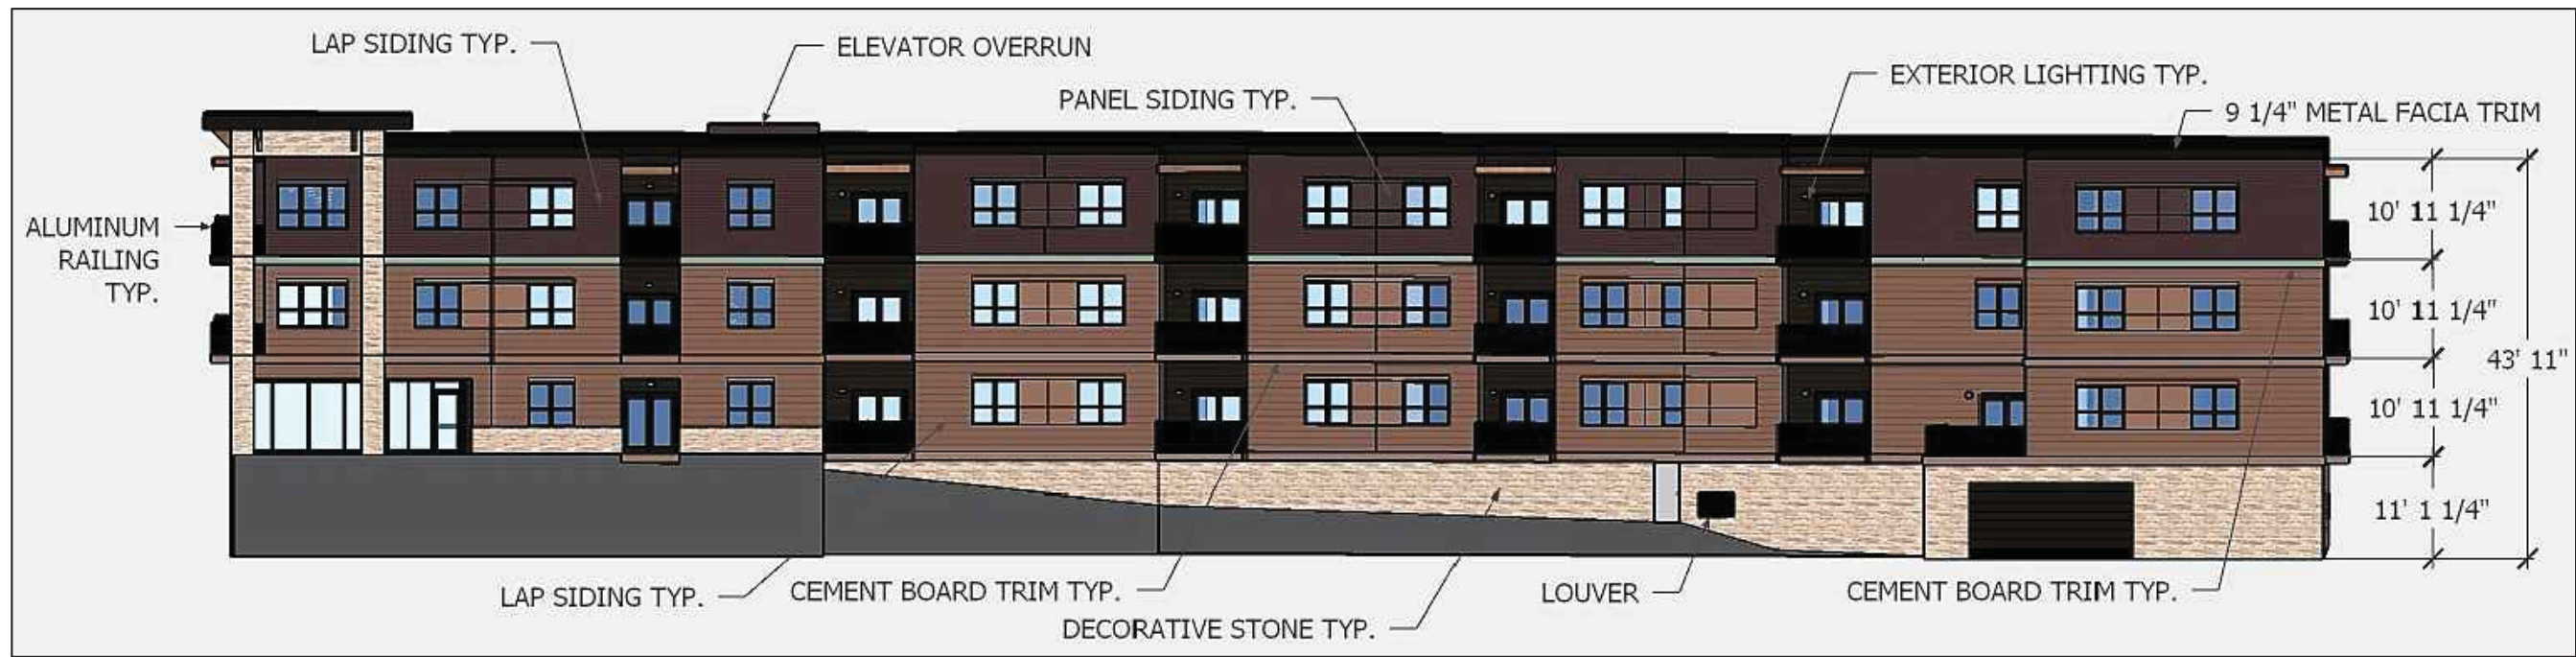 LAP SIDING TYP.
ELEVATOR OVERRUN
PANEL SIDING TYP.
EXTERIOR LIGHTING TYP.
9 1/4" METAL FACIA TRIM
ALUMINUM
RAILING
TYP.
10' 11 1/4"
10' 11 1/4"
43' 11"
10' 11 1/4"
11' 1 1/4"
LAP SIDING TYP.
CEMENT BOARD TRIM TYP.
DECORATIVE STONE TYP.
LOUVER
CEMENT BOARD TRIM TYP.